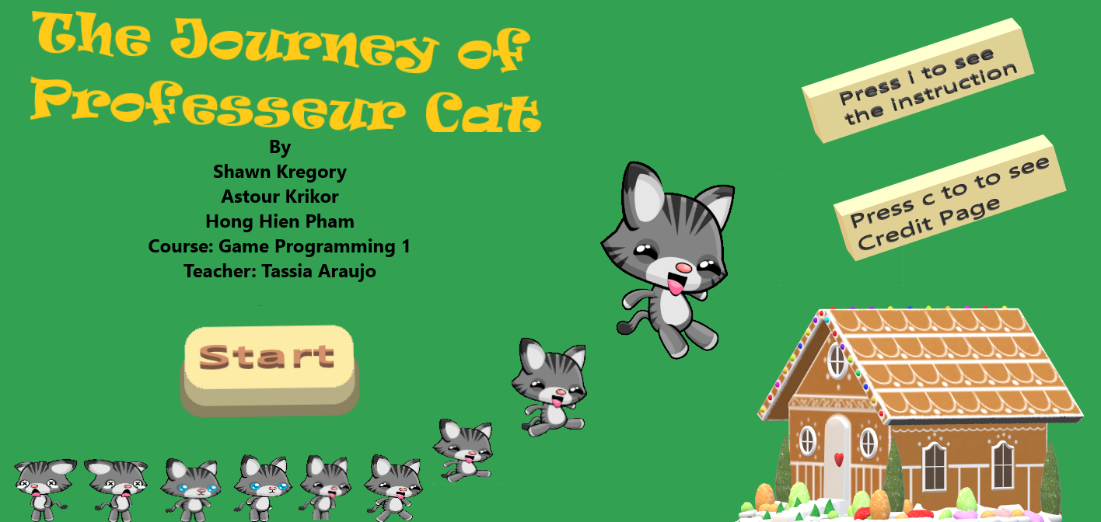 The Journey of
Professeur Cat
By
Shawn Kregory
Astour Krikor
Hong Hien Pham
Course: Game Programming 1
Teacher: Tassia Araujo
Start
Press i to see
the instruction
Press c to to see
Credit Page